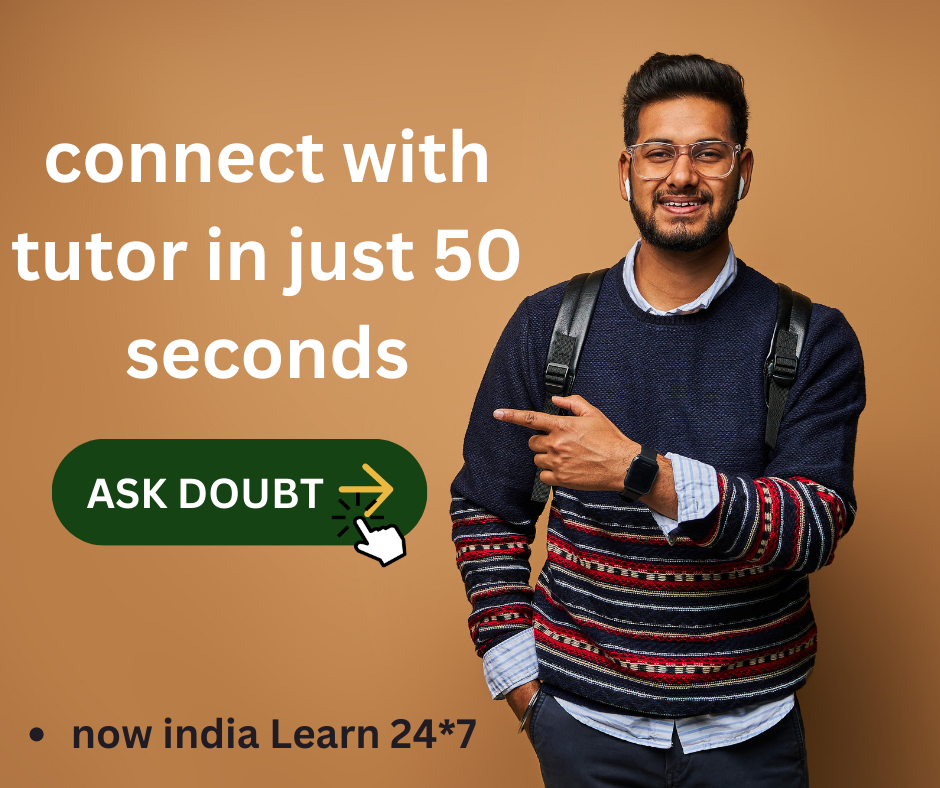 connect with
tutor in just 50
seconds
ASK DOUBT
• now india Learn 24*7